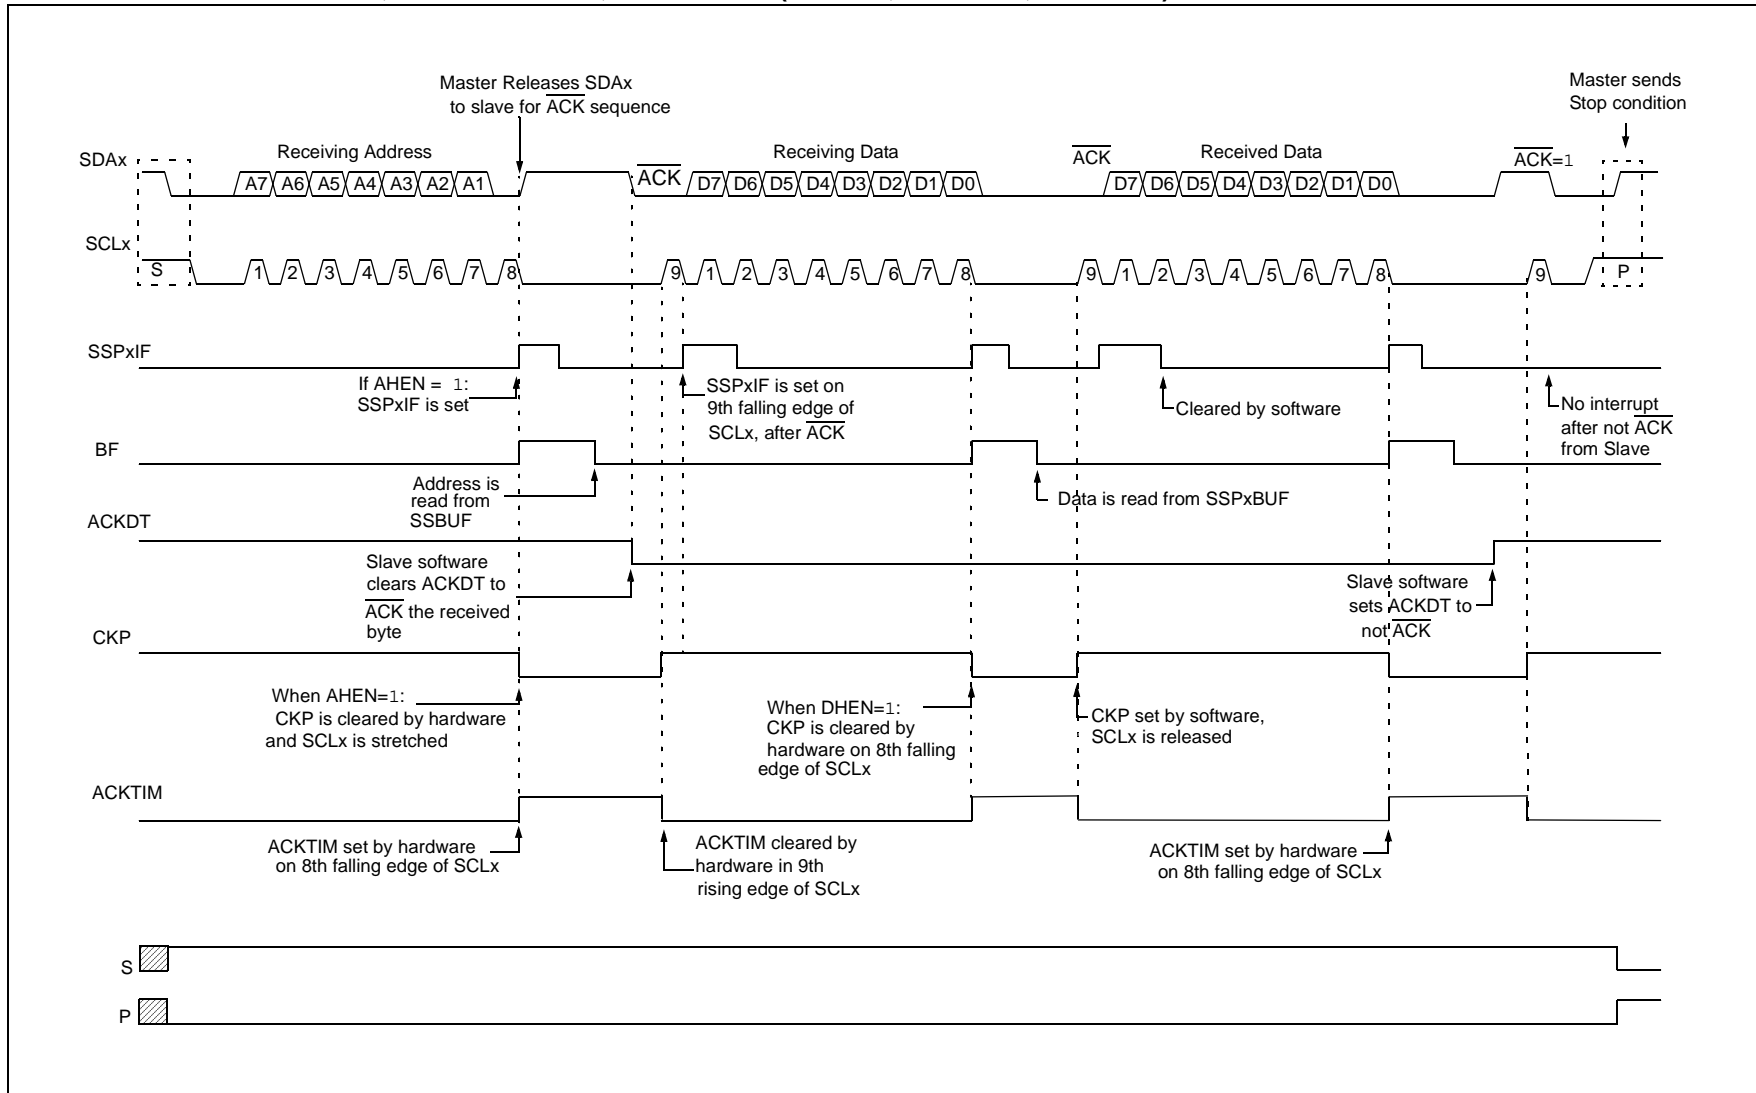 Master Releases SDAx
to slave for ACK sequence
Master sends
Stop condition
SDAx
Receiving Address
ACK
Receiving Data
ACK
Received Data
ACK=1
A7 A6 A5 A4 A3 A2 A1
D7 D6 D5 D4 D3 D2 D1 D0
D7 D6 D5 D4 D3 D2 D1 D0
SCLx
S
1 2 3 4 5 6 7 8
9 1 2 3 4 5 6 7 8
9 1 2 3 4 5 6 7 8
9
P
SSPxIF
If AHEN = 1:
SSPxIF is set
SSPxIF is set on
9th falling edge of
SCLx, after ACK
Cleared by software
No interrupt
after not ACK
from Slave
BF
Address is
read from
SSBUF
Data is read from SSPxBUF
ACKDT
Slave software
clears ACKDT to
ACK the received
byte
Slave software
sets ACKDT to
not ACK
CKP
When AHEN=1:
CKP is cleared by hardware
and SCLx is stretched
When DHEN=1:
CKP is cleared by
hardware on 8th falling
edge of SCLx
CKP set by software,
SCLx is released
ACKTIM
ACKTIM set by hardware
on 8th falling edge of SCLx
ACKTIM cleared by
hardware in 9th
rising edge of SCLx
ACKTIM set by hardware
on 8th falling edge of SCLx
S
P